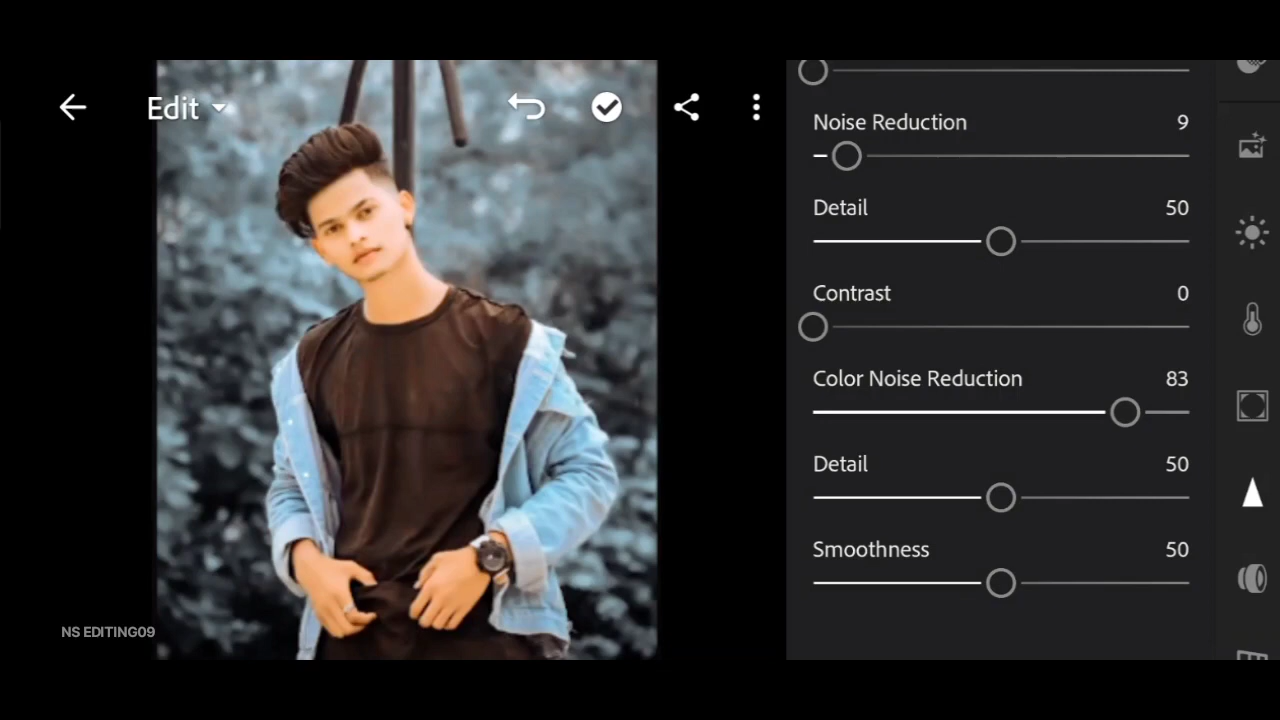 Edit
Noise Reduction 9
Detail 50
Contrast 0
Color Noise Reduction 83
Detail 50
Smoothness 50
NS EDITING09